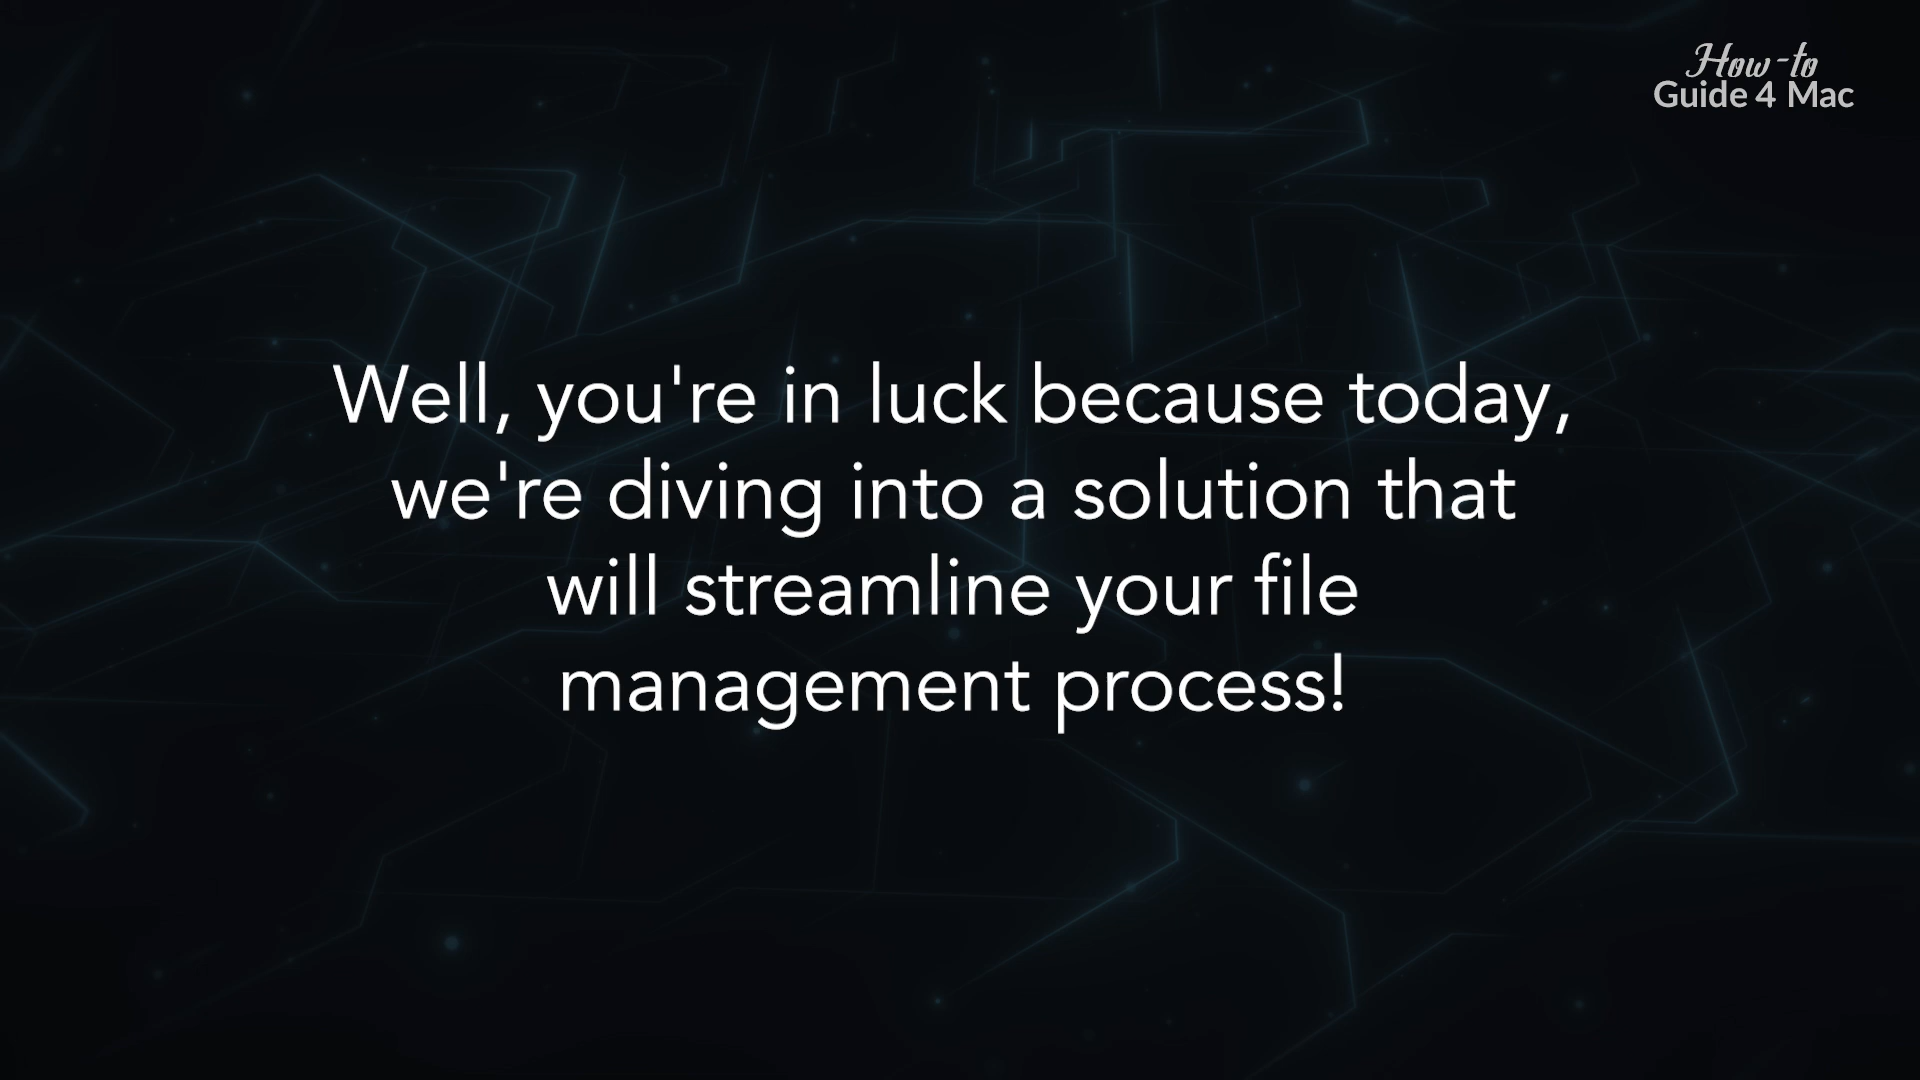 How-to
Guide 4 Mac
Well, you're in luck because today,
we're diving into a solution that
will streamline your file
management process!